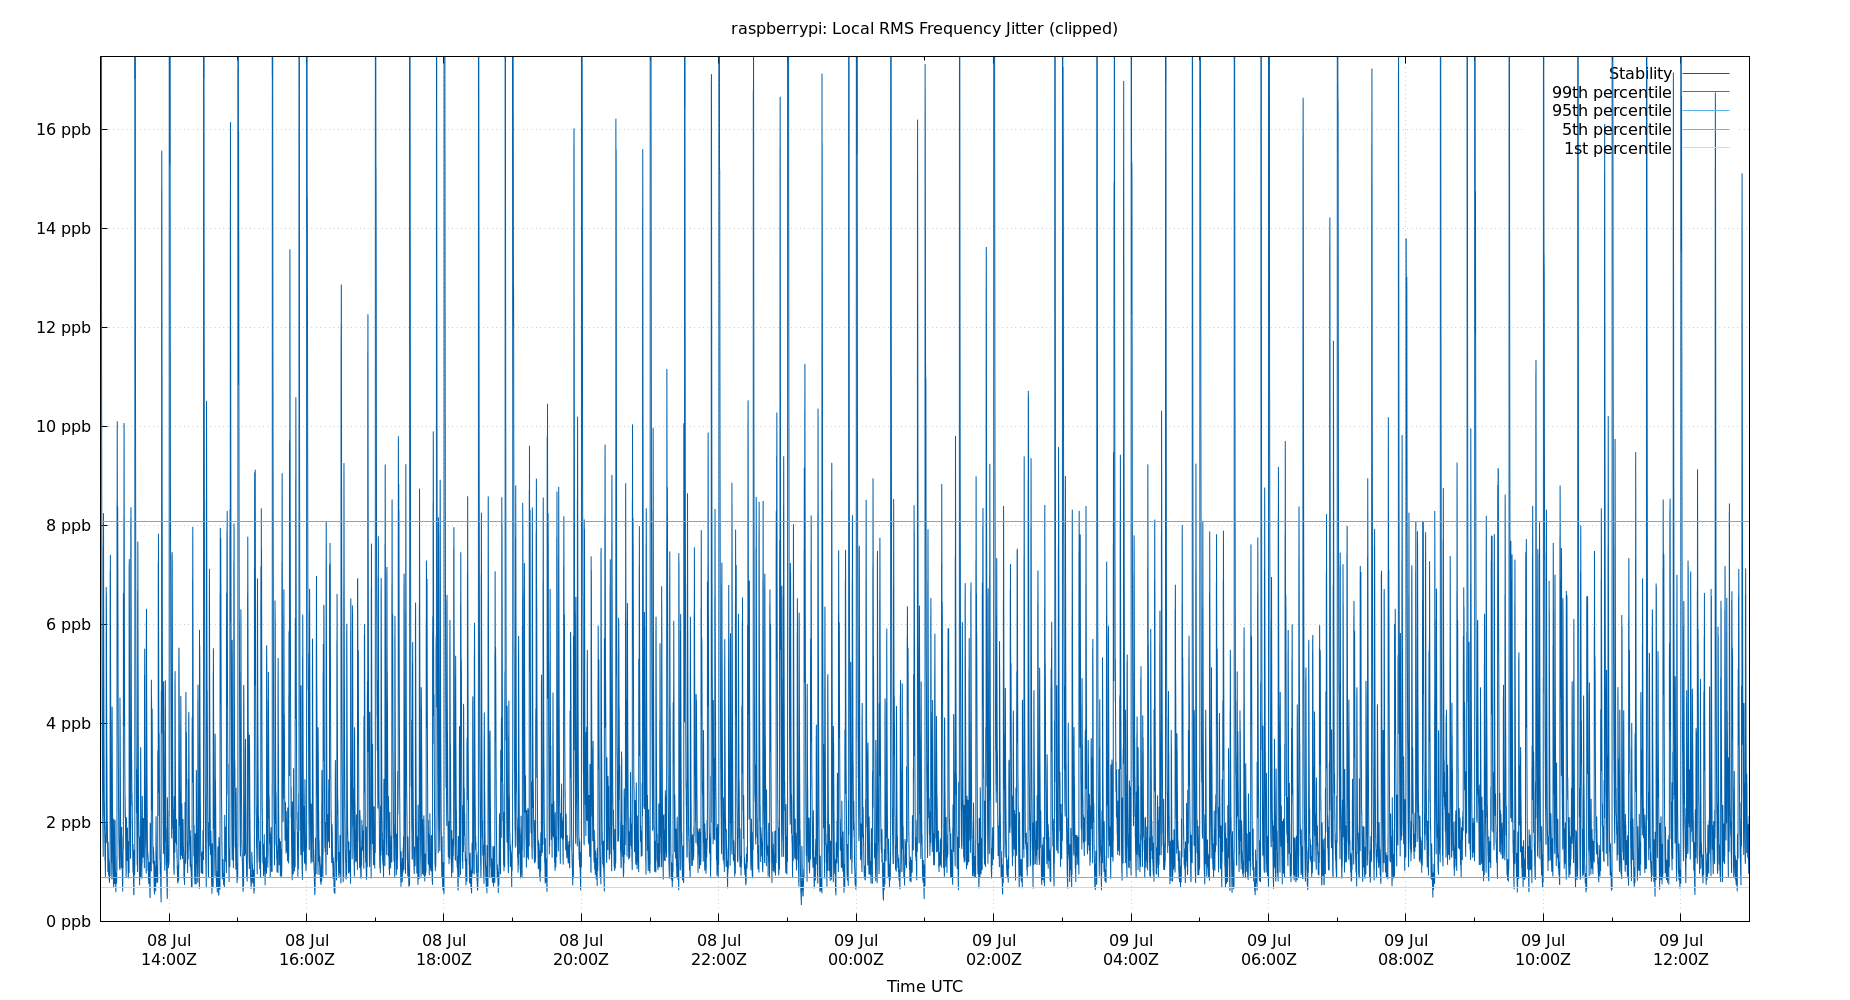 raspberrypi: Local RMS Frequency Jitter (clipped)
Stability
99th percentile
95th percentile
5th percentile
1st percentile
16 ppb
14 ppb
12 ppb
10 ppb
8 ppb
6 ppb
4 ppb
2 ppb
0 ppb
08 Jul 08 Jul 08 Jul 08 Jul 08 Jul 09 Jul 09 Jul 09 Jul 09 Jul 09 Jul 09 Jul 09 Jul
14:00Z 16:00Z 18:00Z 20:00Z 22:00Z 00:00Z 02:00Z 04:00Z 06:00Z 08:00Z 10:00Z 12:00Z
Time UTC